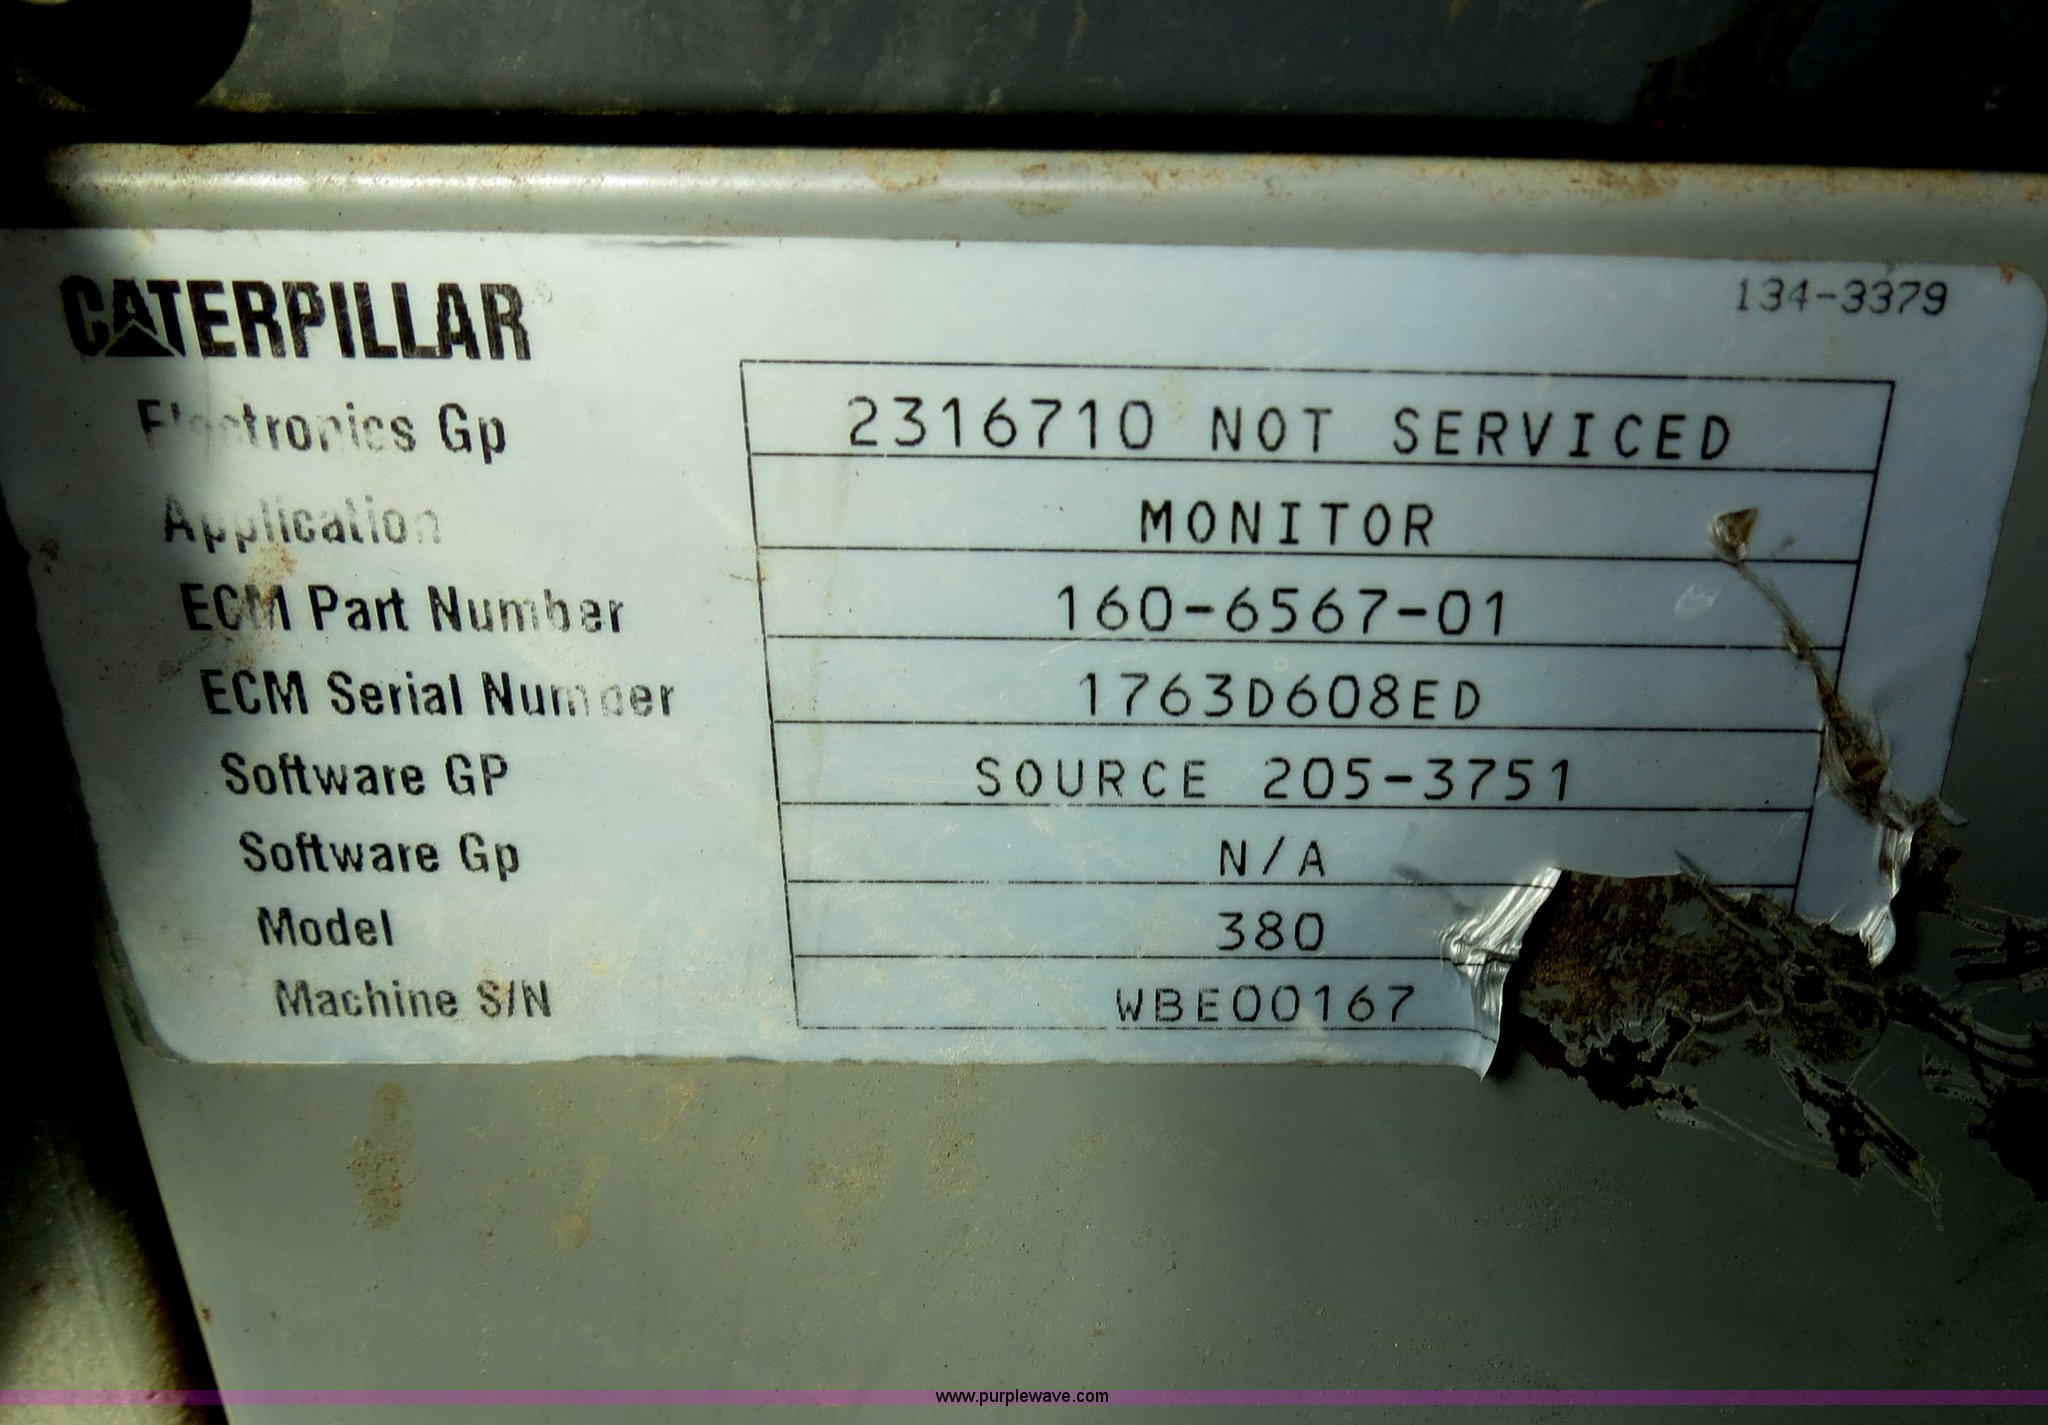 CATERPILLAR
134-3379
Electronics Gp 2316710 NOT SERVICED
Application MONITOR
ECM Part Number 160-6567-01
ECM Serial Number 1763D608ED
Software GP SOURCE 205-3751
Software Gp N/A
Model 380
Machine S/N WBE00167
www.purplewave.com